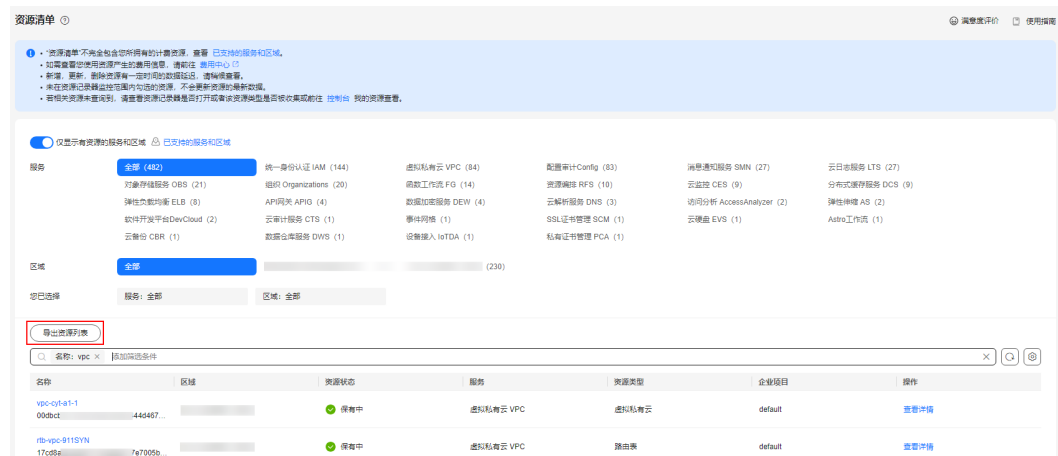 资源清单
满意度评价 使用指南
• “资源清单”不完全包含您所拥有的计费资源，查看 已支持的服务和区域。
• 如需查看您使用资源产生的费用信息，请前往 费用中心
• 新增，更新，删除资源有一定时间的数据延迟，请稍候查看。
• 未在资源记录器监控范围内勾选的资源，不会更新资源的最新数据。
• 若相关资源未查询到，请查看资源记录器是否打开或者该资源类型是否被收集或前往 控制台 我的资源查看。
仅显示有资源的服务和区域 已支持的服务和区域
服务 全部 (482) 统一身份认证 IAM (144) 虚拟私有云 VPC (84) 配置审计Config (83) 消息通知服务 SMN (27) 云日志服务 LTS (27)
对象存储服务 OBS (21) 组织 Organizations (20) 函数工作流 FG (14) 资源编排 RFS (10) 云监控 CES (9) 分布式缓存服务 DCS (9)
弹性负载均衡 ELB (8) API网关 APIG (4) 数据加密服务 DEW (4) 云解析服务 DNS (3) 访问分析 AccessAnalyzer (2) 弹性伸缩 AS (2)
软件开发平台DevCloud (2) 云审计服务 CTS (1) 事件网格 (1) SSL证书管理 SCM (1) 云硬盘 EVS (1) Astro工作流 (1)
云备份 CBR (1) 数据仓库服务 DWS (1) 设备接入 IoTDA (1) 私有证书管理 PCA (1)
区域 全部 (230)
您已选择 服务：全部 区域：全部
导出资源列表
名称：vpc × 添加筛选条件
名称 区域 资源状态 服务 资源类型 企业项目 操作
vpc-cyt-a1-1
00dbct 44d467... 保有中 虚拟私有云 VPC 虚拟私有云 default 查看详情
rtb-vpc-911SYN
17cd8a 7e7005b... 保有中 虚拟私有云 VPC 路由表 default 查看详情